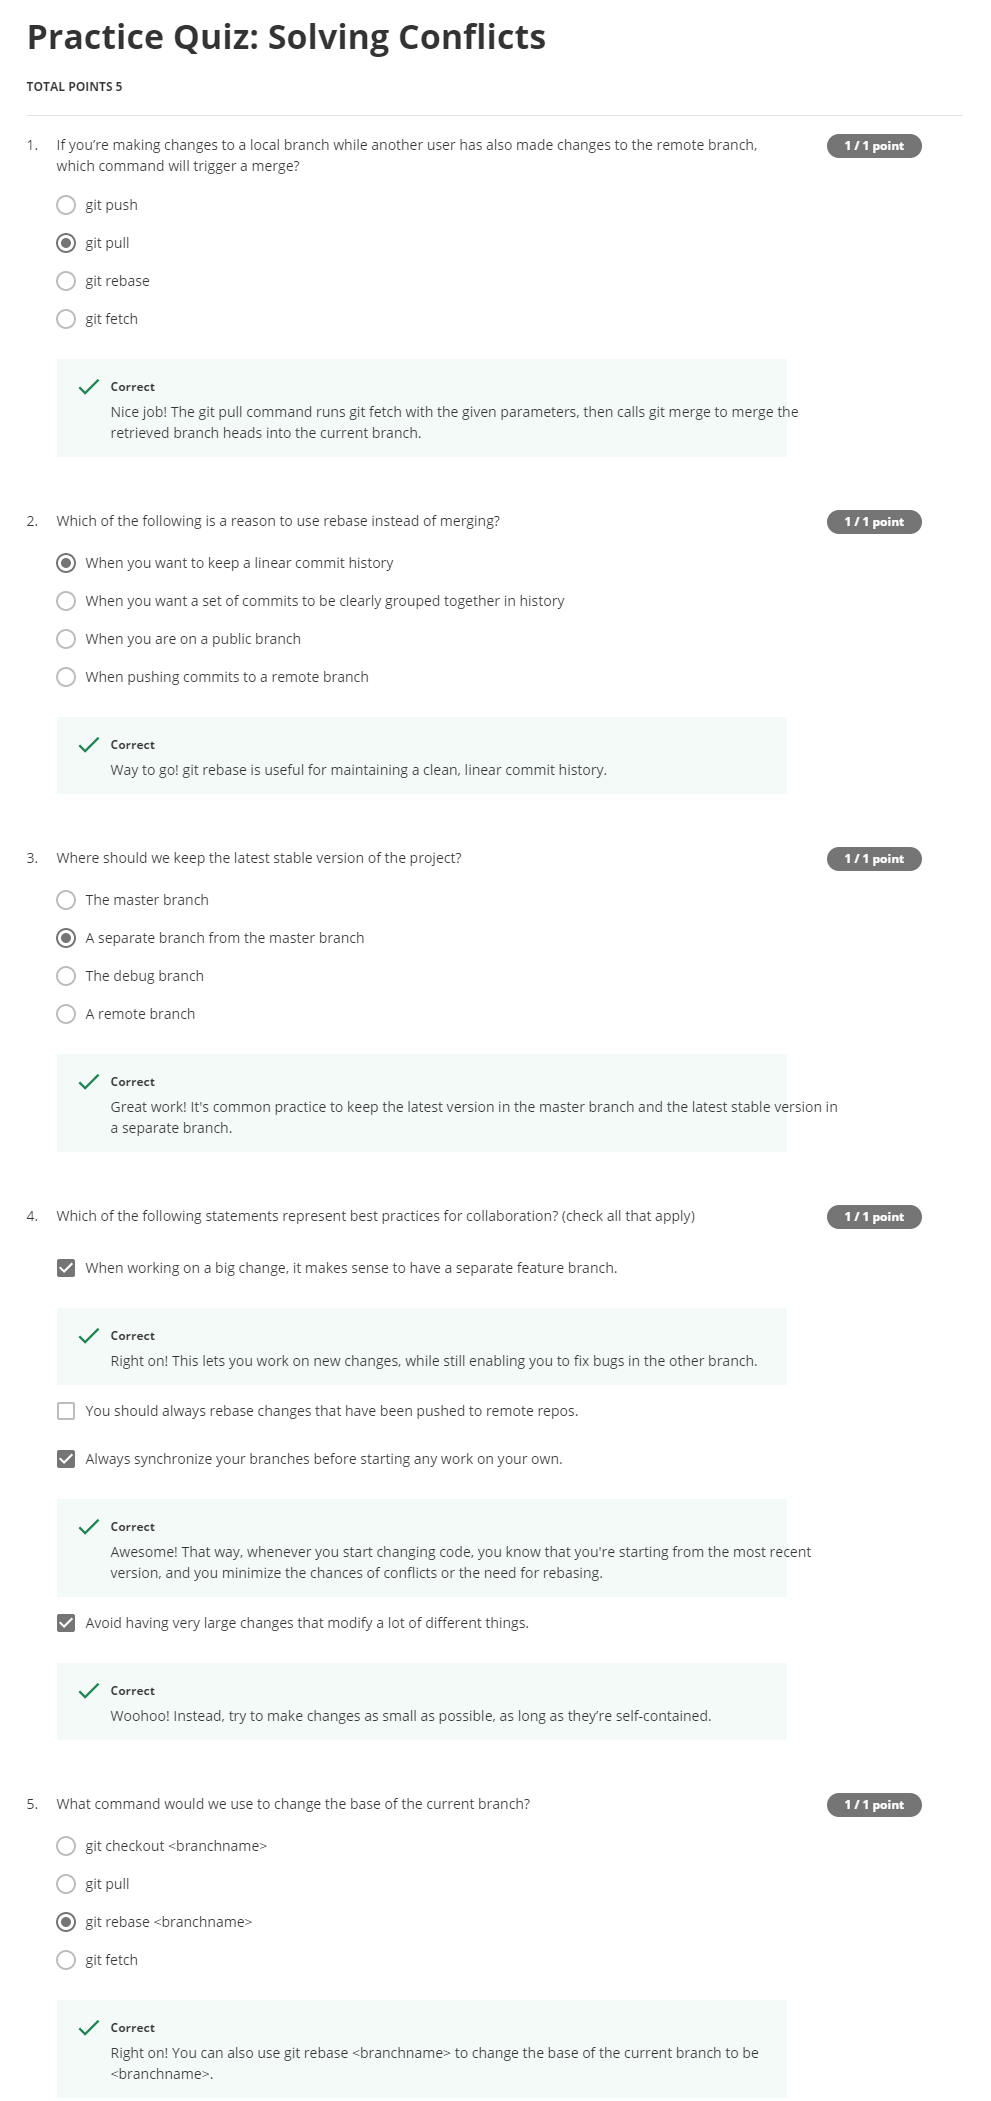 Practice Quiz: Solving Conflicts
TOTAL POINTS 5
1. If you’re making changes to a local branch while another user has also made changes to the remote branch,
which command will trigger a merge?
1 / 1 point
git push
git pull
git rebase
git fetch
Correct
Nice job! The git pull command runs git fetch with the given parameters, then calls git merge to merge the
retrieved branch heads into the current branch.
2. Which of the following is a reason to use rebase instead of merging?
1 / 1 point
When you want to keep a linear commit history
When you want a set of commits to be clearly grouped together in history
When you are on a public branch
When pushing commits to a remote branch
Correct
Way to go! git rebase is useful for maintaining a clean, linear commit history.
3. Where should we keep the latest stable version of the project?
1 / 1 point
The master branch
A separate branch from the master branch
The debug branch
A remote branch
Correct
Great work! It's common practice to keep the latest version in the master branch and the latest stable version in
a separate branch.
4. Which of the following statements represent best practices for collaboration? (check all that apply)
1 / 1 point
When working on a big change, it makes sense to have a separate feature branch.
Correct
Right on! This lets you work on new changes, while still enabling you to fix bugs in the other branch.
You should always rebase changes that have been pushed to remote repos.
Always synchronize your branches before starting any work on your own.
Correct
Awesome! That way, whenever you start changing code, you know that you're starting from the most recent
version, and you minimize the chances of conflicts or the need for rebasing.
Avoid having very large changes that modify a lot of different things.
Correct
Woohoo! Instead, try to make changes as small as possible, as long as they’re self-contained.
5. What command would we use to change the base of the current branch?
1 / 1 point
git checkout <branchname>
git pull
git rebase <branchname>
git fetch
Correct
Right on! You can also use git rebase <branchname> to change the base of the current branch to be
<branchname>.